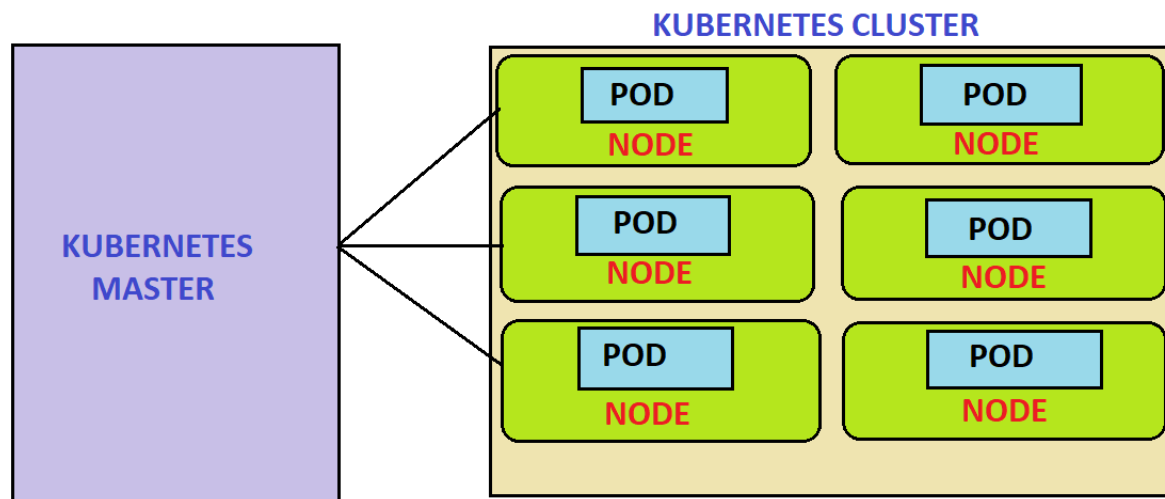 KUBERNETES CLUSTER
KUBERNETES
MASTER
POD
NODE
POD
NODE
POD
NODE
POD
NODE
POD
NODE
POD
NODE